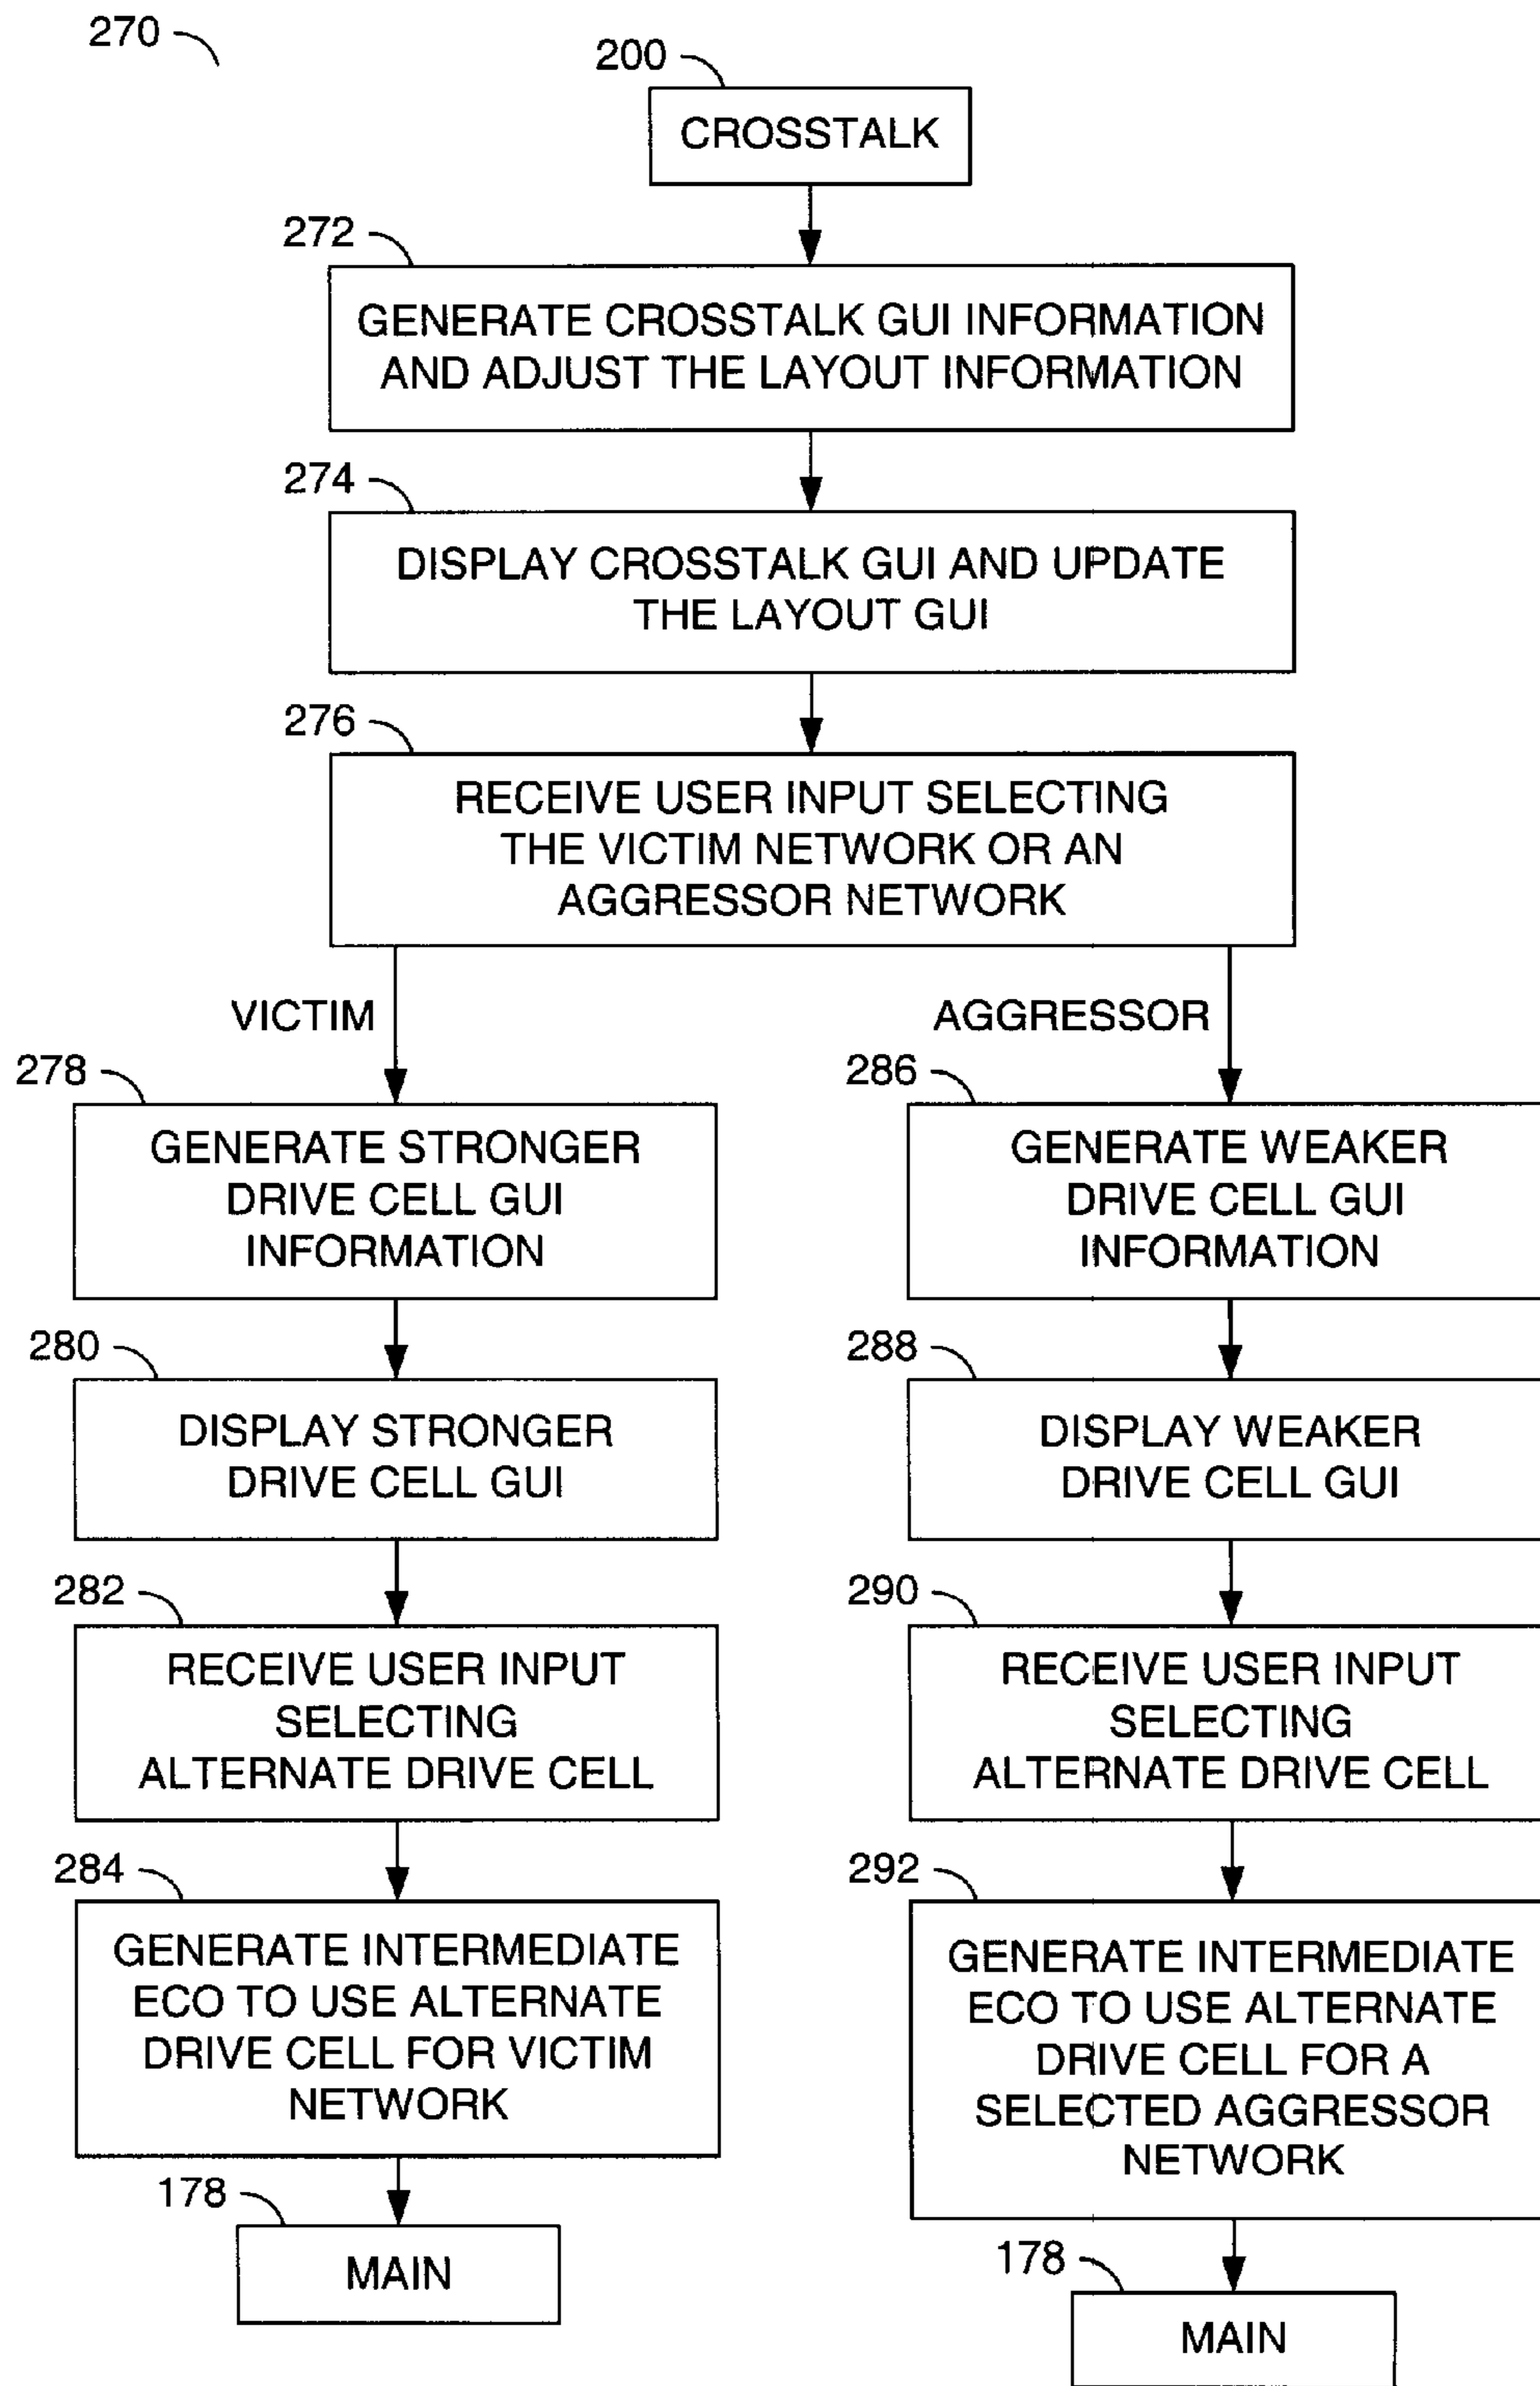 270
200
CROSSTALK
272
GENERATE CROSSTALK GUI INFORMATION
AND ADJUST THE LAYOUT INFORMATION
274
DISPLAY CROSSTALK GUI AND UPDATE
THE LAYOUT GUI
276
RECEIVE USER INPUT SELECTING
THE VICTIM NETWORK OR AN
AGGRESSOR NETWORK
VICTIM
278
GENERATE STRONGER
DRIVE CELL GUI
INFORMATION
280
DISPLAY STRONGER
DRIVE CELL GUI
282
RECEIVE USER INPUT
SELECTING
ALTERNATE DRIVE CELL
284
GENERATE INTERMEDIATE
ECO TO USE ALTERNATE
DRIVE CELL FOR VICTIM
NETWORK
178
MAIN
AGGRESSOR
286
GENERATE WEAKER
DRIVE CELL GUI
INFORMATION
288
DISPLAY WEAKER
DRIVE CELL GUI
290
RECEIVE USER INPUT
SELECTING
ALTERNATE DRIVE CELL
292
GENERATE INTERMEDIATE
ECO TO USE ALTERNATE
DRIVE CELL FOR A
SELECTED AGGRESSOR
NETWORK
178
MAIN